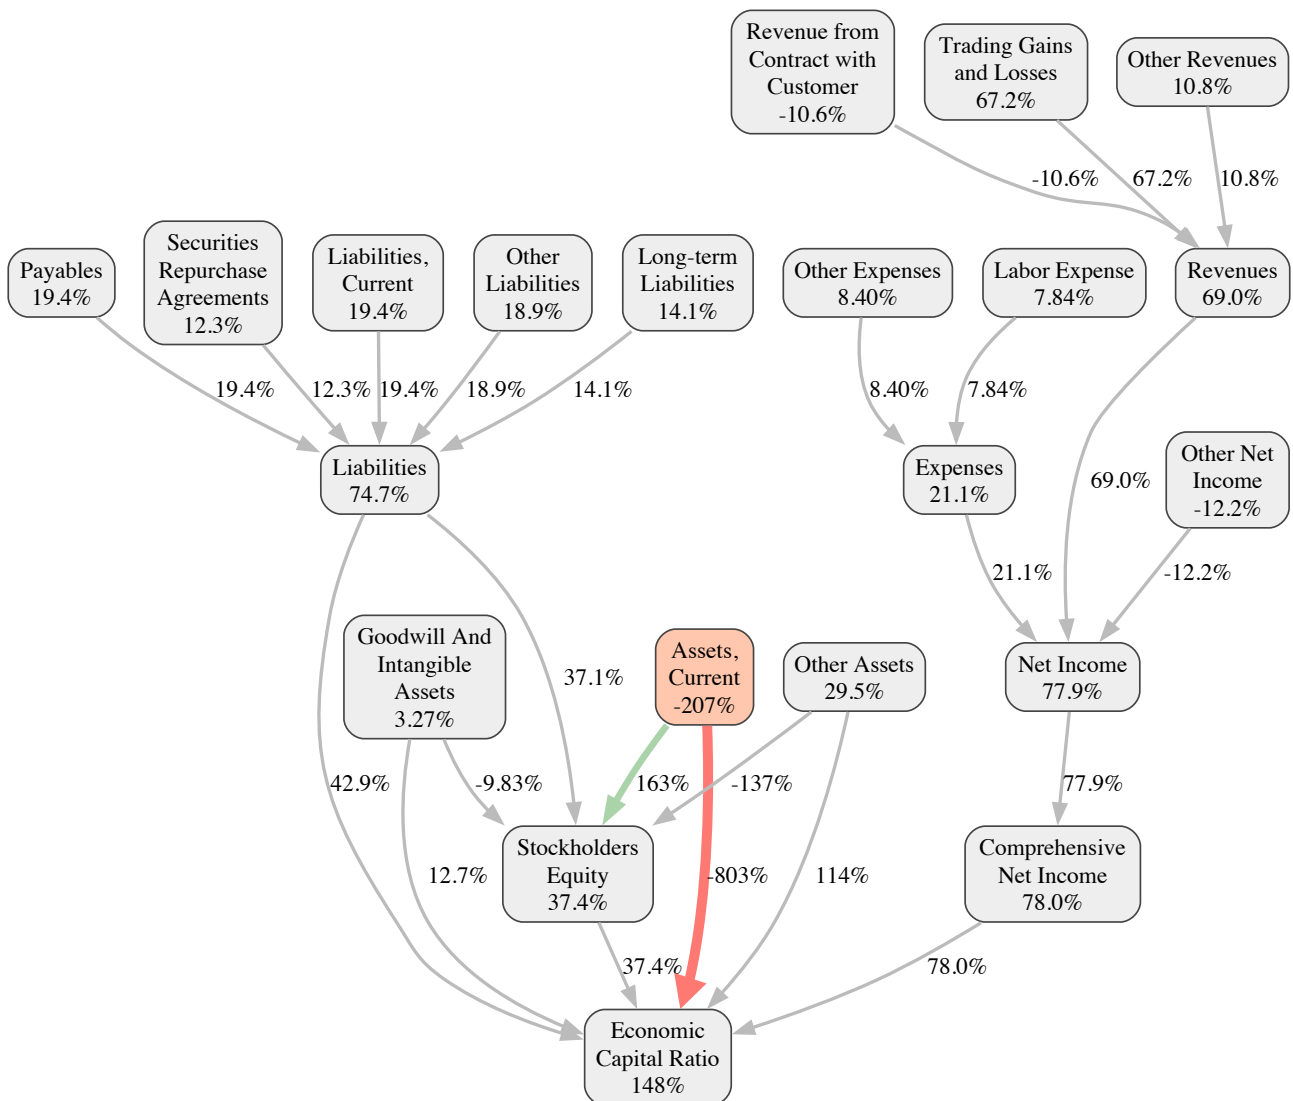 Revenue from
Contract with
Customer
-10.6%
Trading Gains
and Losses
67.2%
Other Revenues
10.8%
-10.6%
67.2%
10.8%
Payables
19.4%
Securities
Repurchase
Agreements
12.3%
Liabilities,
Current
19.4%
Other
Liabilities
18.9%
Long-term
Liabilities
14.1%
Other Expenses
8.40%
Labor Expense
7.84%
Revenues
69.0%
19.4%
12.3%
19.4%
18.9%
14.1%
8.40%
7.84%
Liabilities
74.7%
Expenses
21.1%
69.0%
Other Net
Income
-12.2%
21.1%
-12.2%
Goodwill And
Intangible
Assets
3.27%
37.1%
Assets,
Current
-207%
Other Assets
29.5%
Net Income
77.9%
42.9%
-9.83%
163%
-137%
77.9%
12.7%
Stockholders
Equity
37.4%
-803%
114%
Comprehensive
Net Income
78.0%
37.4%
78.0%
Economic
Capital Ratio
148%